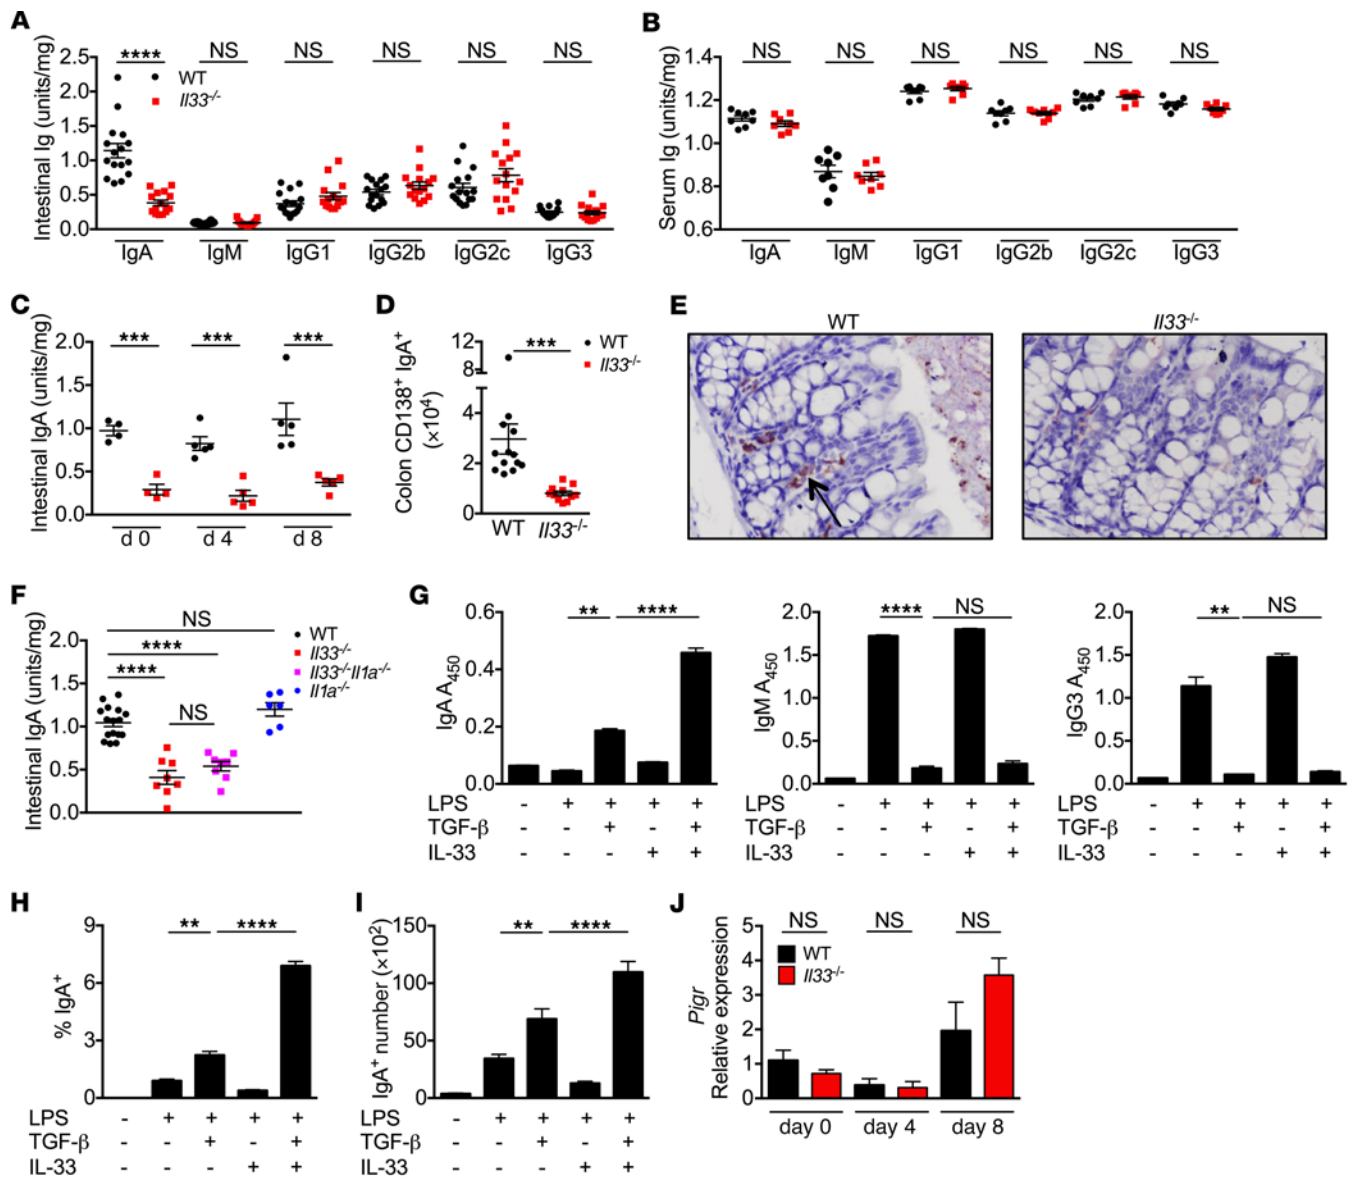 A
Intestinal Ig (units/mg)
2.5
2.0
1.5
1.0
0.5
0.0
**** NS NS NS NS NS
WT
Il33-/-
IgA IgM IgG1 IgG2b IgG2c IgG3
B
Serum Ig (units/mg)
1.4
1.2
1.0
0.8
0.6
NS NS NS NS NS NS
IgA IgM IgG1 IgG2b IgG2c IgG3
C
Intestinal IgA (units/mg)
2.0
1.5
1.0
0.5
0.0
*** *** ***
d 0 d 4 d 8
D
Colon CD138+ IgA+
(×10⁴)
12
8
4
2
0
***
WT
Il33-/-
WT Il33-/-
E
WT Il33-/-
F
Intestinal IgA (units/mg)
2.0
1.5
1.0
0.5
0.0
NS
****
****
NS
WT
Il33-/-
Il33-/-Il1a-/-
Il1a-/-
G
IgA A450
0.6
0.4
0.2
0.0
** ****
LPS - + + + +
TGF-β - - + - +
IL-33 - - - + +
IgM A450
2.0
1.5
1.0
0.5
0.0
**** NS
LPS - + + + +
TGF-β - - + - +
IL-33 - - - + +
IgG3 A450
2.0
1.5
1.0
0.5
0.0
** NS
LPS - + + + +
TGF-β - - + - +
IL-33 - - - + +
H
% IgA+
9
6
3
0
** ****
LPS - + + + +
TGF-β - - + - +
IL-33 - - - + +
I
IgA+ number (×10²)
150
100
50
0
** ****
LPS - + + + +
TGF-β - - + - +
IL-33 - - - + +
J
Pigr
Relative expression
5
4
3
2
1
0
NS NS NS
WT
Il33-/-
day 0 day 4 day 8